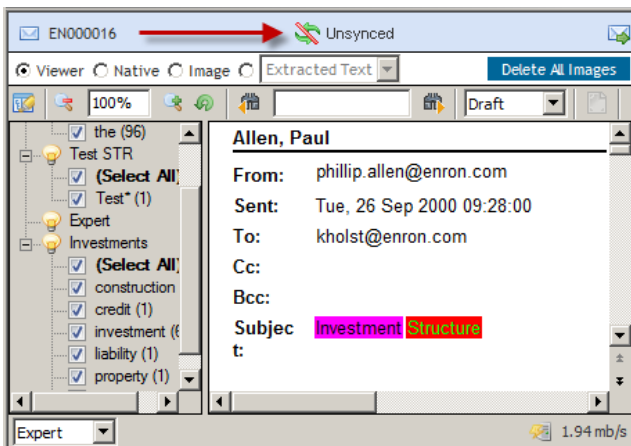 EN000016 Unsynced
Viewer Native Image Extracted Text Delete All Images
100% Draft
the (96)
Test STR
(Select All)
Test* (1)
Expert
Investments
(Select All)
construction
credit (1)
investment (6
liability (1)
property (1)
Allen, Paul
From: phillip.allen@enron.com
Sent: Tue, 26 Sep 2000 09:28:00
To: kholst@enron.com
Cc:
Bcc:
Subjec Investment Structure
t:
Expert 1.94 mb/s